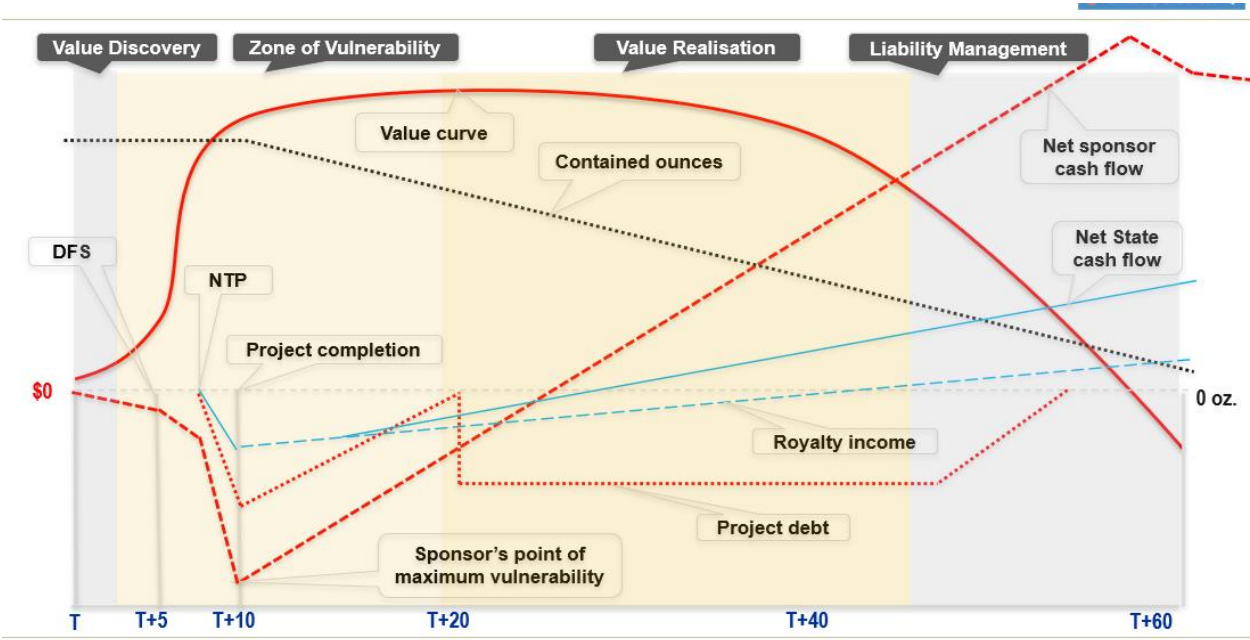 Value Discovery
Zone of Vulnerability
Value Realisation
Liability Management
Value curve
Contained ounces
Net sponsor
cash flow
DFS
NTP
Net State
cash flow
Project completion
$0
0 oz.
Royalty income
Project debt
Sponsor's point of
maximum vulnerability
T
T+5
T+10
T+20
T+40
T+60